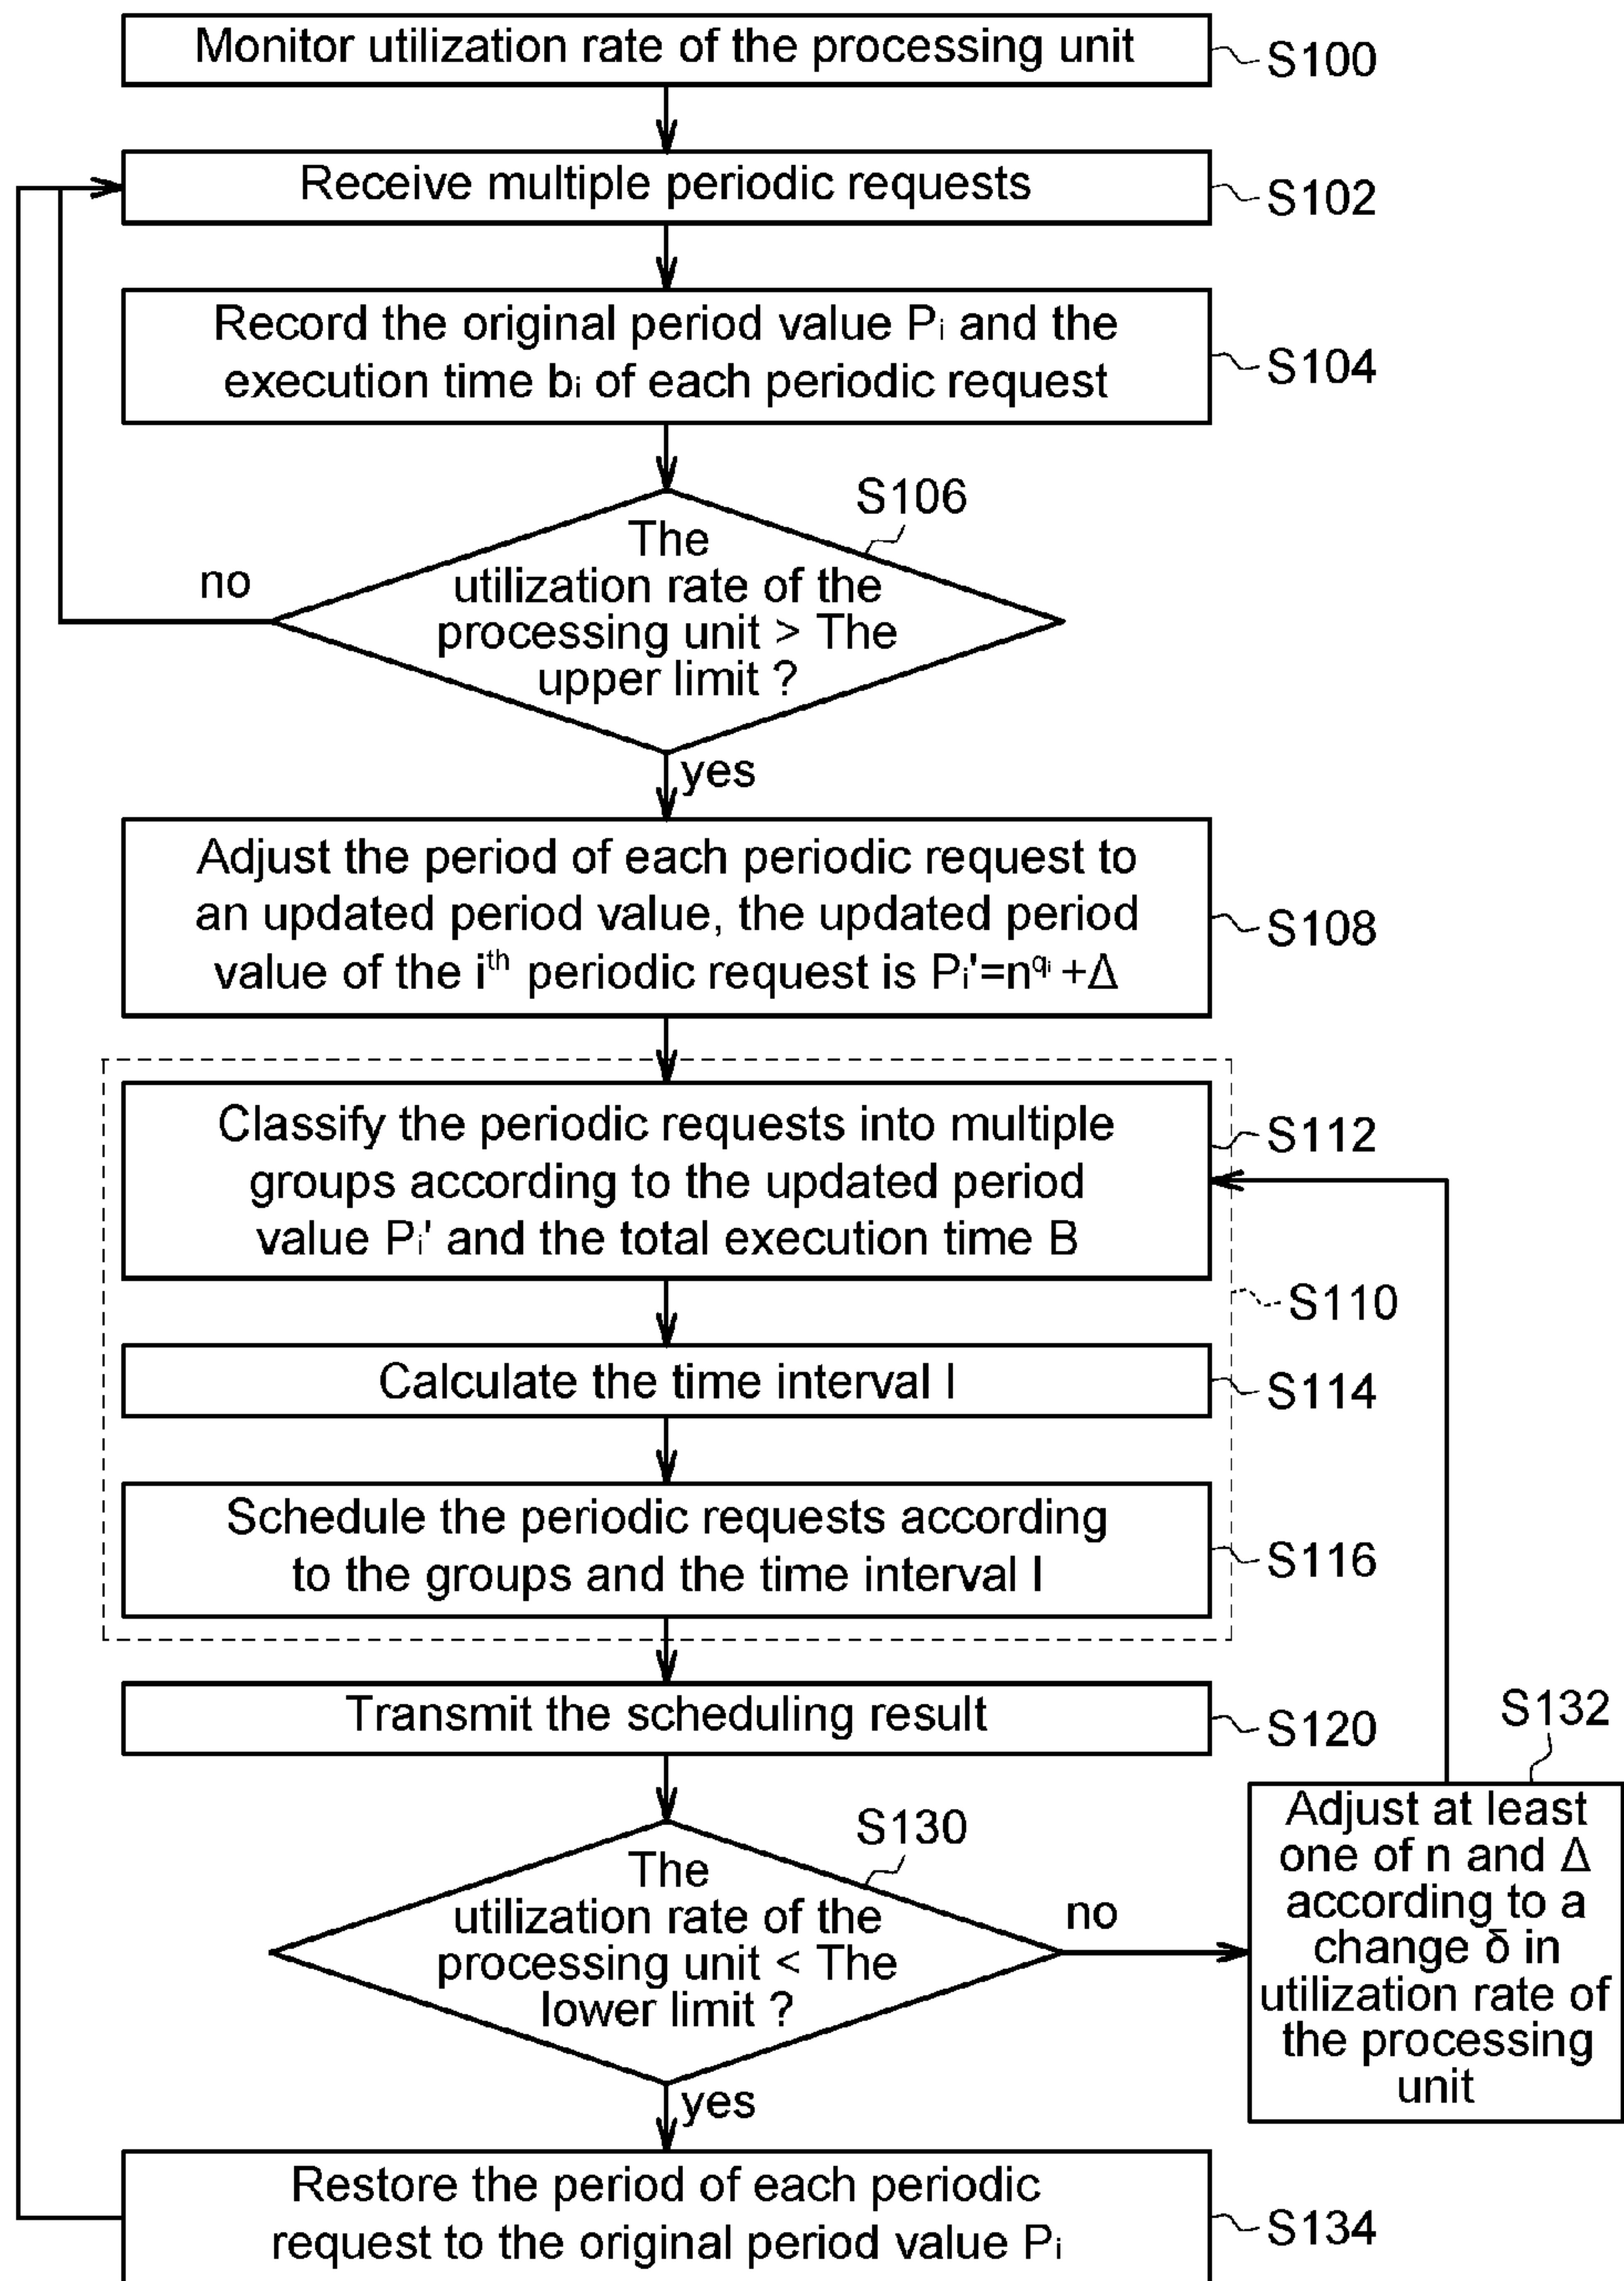 Monitor utilization rate of the processing unit
S100
Receive multiple periodic requests
S102
Record the original period value Pi and the
execution time bi of each periodic request
S104
S106
The
utilization rate of the
processing unit > The
upper limit ?
no
yes
Adjust the period of each periodic request to
an updated period value, the updated period
value of the ith periodic request is Pi'=n^qi +Δ
S108
Classify the periodic requests into multiple
groups according to the updated period
value Pi' and the total execution time B
S112
S110
Calculate the time interval I
S114
Schedule the periodic requests according
to the groups and the time interval I
S116
Transmit the scheduling result
S120
S130
The
utilization rate of the
processing unit < The
lower limit ?
no
yes
S132
Adjust at least
one of n and Δ
according to a
change δ in
utilization rate of
the processing
unit
Restore the period of each periodic
request to the original period value Pi
S134